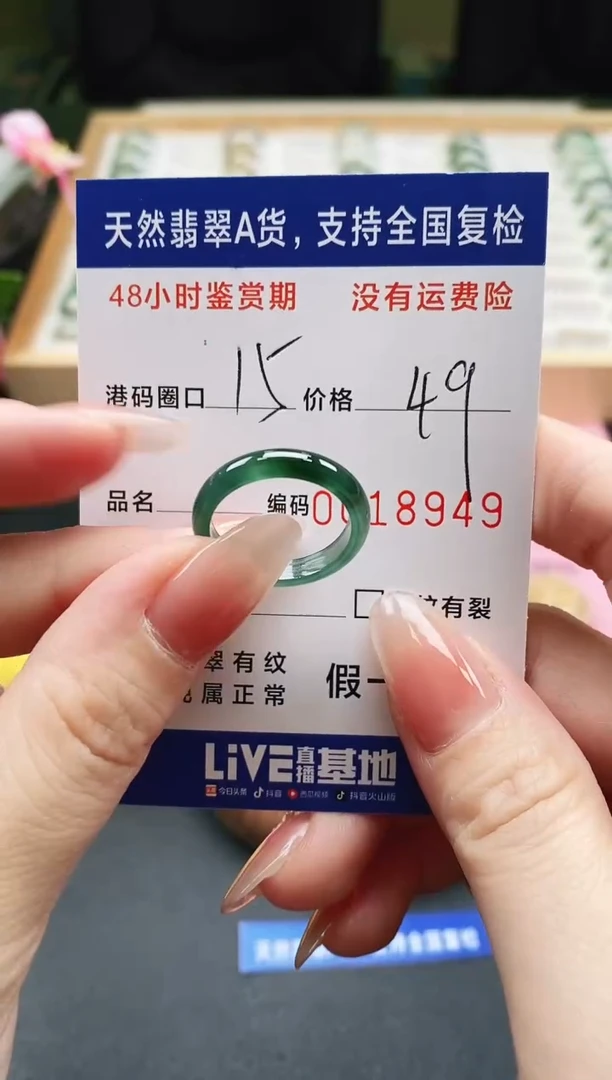 天然翡翠A货，支持全国复检
48小时鉴赏期 没有运费险
港码圈口 15 价格 49
品名 编码 0018949
有裂
翠有纹
属正常 假一
LiVE直播基地
今日头条 抖音 西瓜视频 抖音火山版